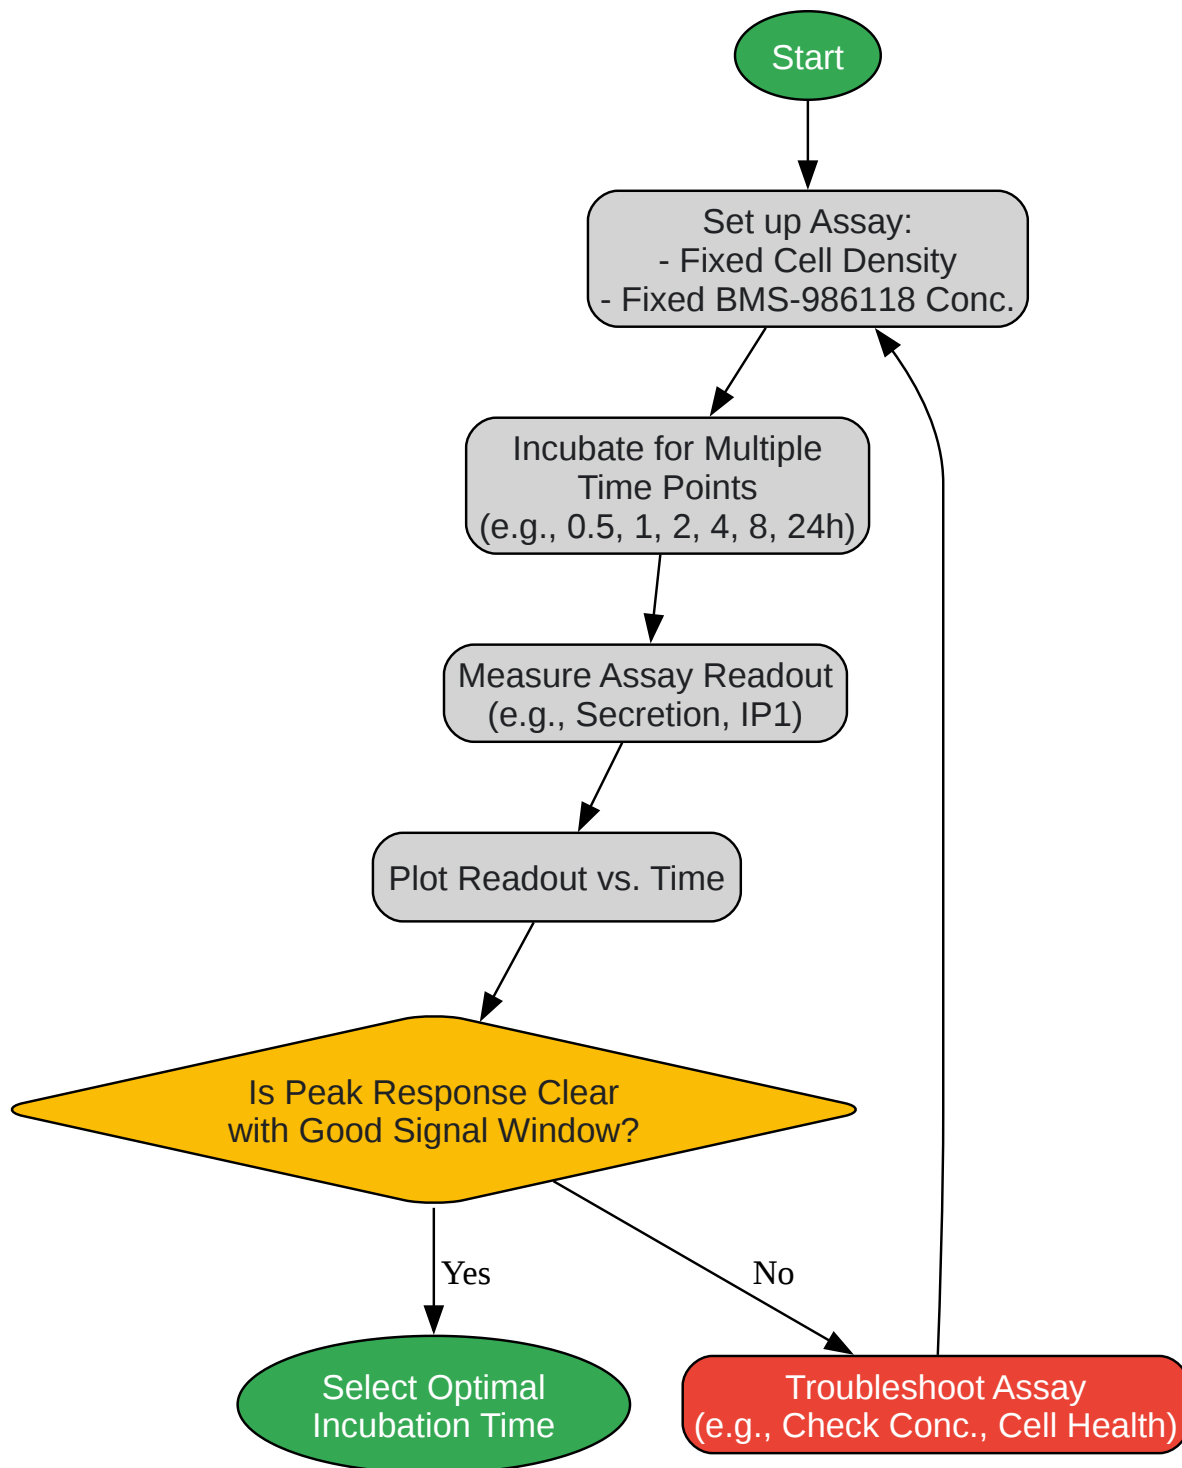 Start
Set up Assay:
- Fixed Cell Density
- Fixed BMS-986118 Conc.
Incubate for Multiple
Time Points
(e.g., 0.5, 1, 2, 4, 8, 24h)
Measure Assay Readout
(e.g., Secretion, IP1)
Plot Readout vs. Time
Is Peak Response Clear
with Good Signal Window?
Yes
No
Select Optimal
Incubation Time
Troubleshoot Assay
(e.g., Check Conc., Cell Health)